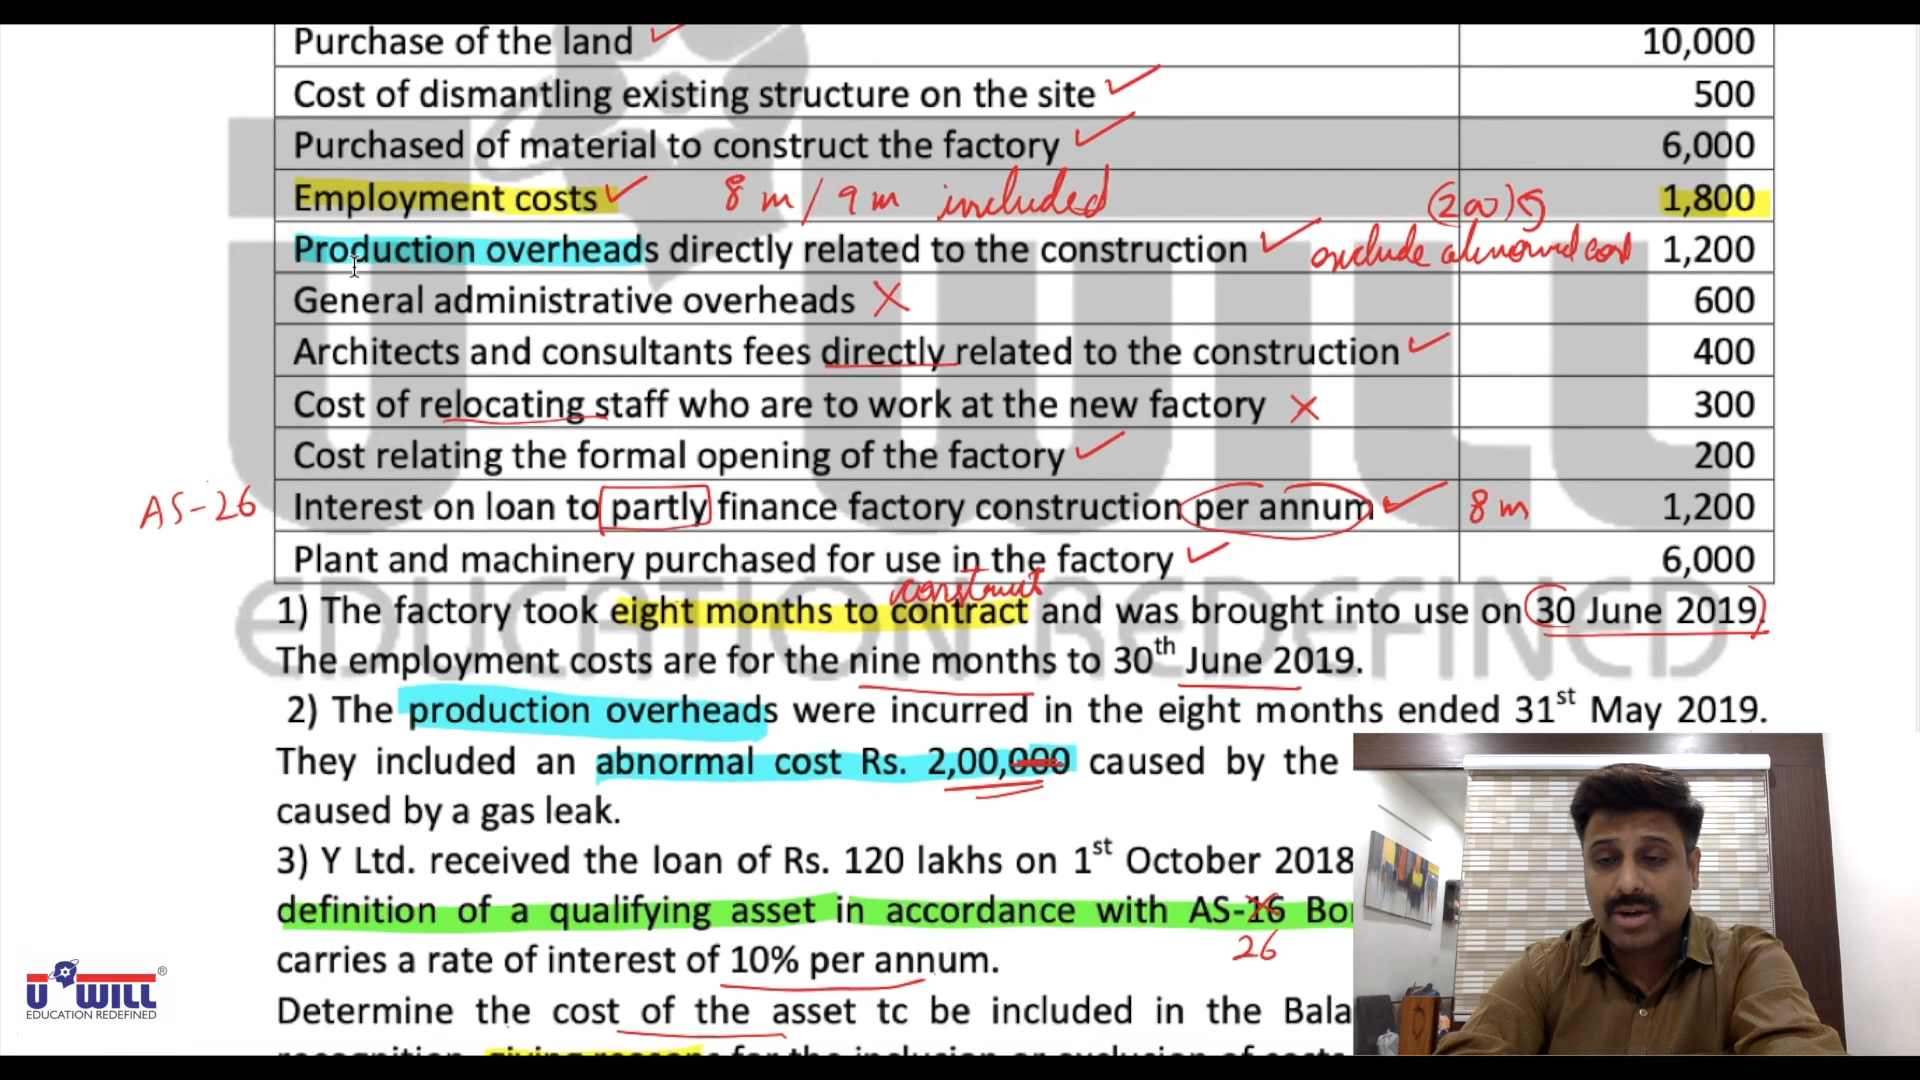 Purchase of the land ✓ 10,000
Cost of dismantling existing structure on the site ✓ 500
Purchased of material to construct the factory ✓ 6,000
Employment costs ✓ 8 m / 9 m included 1,800
(200)
Production overheads directly related to the construction ✓ exclude abnormal cost 1,200
General administrative overheads X 600
Architects and consultants fees directly related to the construction ✓ 400
Cost of relocating staff who are to work at the new factory X 300
Cost relating the formal opening of the factory ✓ 200
AS-26 Interest on loan to partly finance factory construction per annum ✓ 8 m 1,200
Plant and machinery purchased for use in the factory ✓ 6,000
construct
1) The factory took eight months to contract and was brought into use on 30 June 2019.
The employment costs are for the nine months to 30th June 2019.
2) The production overheads were incurred in the eight months ended 31st May 2019.
They included an abnormal cost Rs. 2,00,000 caused by the
caused by a gas leak.
3) Y Ltd. received the loan of Rs. 120 lakhs on 1st October 2018
definition of a qualifying asset in accordance with AS-16 Bor
26
carries a rate of interest of 10% per annum.
Determine the cost of the asset tc be included in the Bala
U WILL
EDUCATION REDEFINED
U WILL ®
EDUCATION REDEFINED